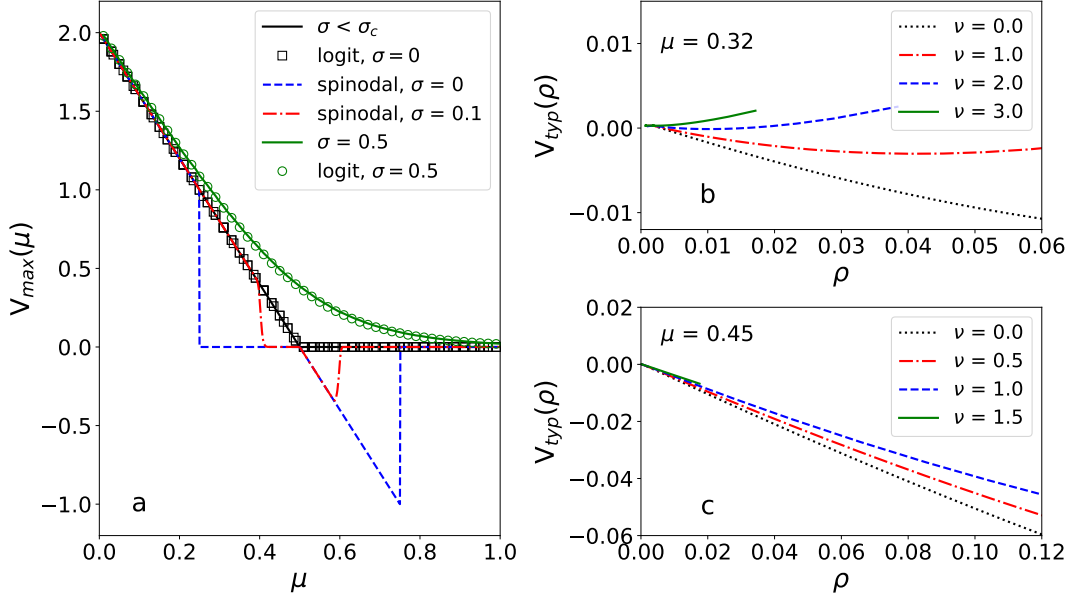 V_max(μ)
2.0
1.5
1.0
0.5
0.0
−0.5
−1.0
σ < σ_c
logit, σ = 0
spinodal, σ = 0
spinodal, σ = 0.1
σ = 0.5
logit, σ = 0.5
a
0.0 0.2 0.4 0.6 0.8 1.0
μ
V_typ(ρ)
0.01
0.00
−0.01
μ = 0.32
ν = 0.0
ν = 1.0
ν = 2.0
ν = 3.0
b
0.00 0.01 0.02 0.03 0.04 0.05 0.06
ρ
V_typ(ρ)
0.02
0.00
−0.02
−0.04
−0.06
μ = 0.45
ν = 0.0
ν = 0.5
ν = 1.0
ν = 1.5
c
0.00 0.02 0.04 0.06 0.08 0.10 0.12
ρ